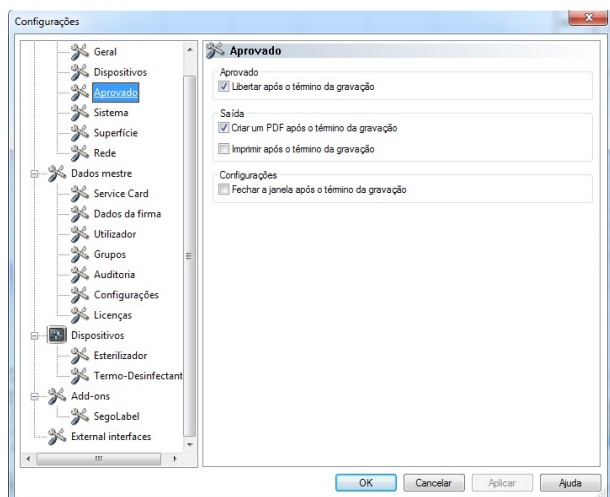 Configurações
Geral
Dispositivos
Aprovado
Sistema
Superfície
Rede
Dados mestre
Service Card
Dados da firma
Utilizador
Grupos
Auditoria
Configurações
Licenças
Dispositivos
Esterilizador
Termo-Desinfectant
Add-ons
SegoLabel
External interfaces
Aprovado
Aprovado
Libertar após o término da gravação
Saída
Criar um PDF após o término da gravação
Imprimir após o término da gravação
Configurações
Fechar a janela após o término da gravação
OK Cancelar Aplicar Ajuda